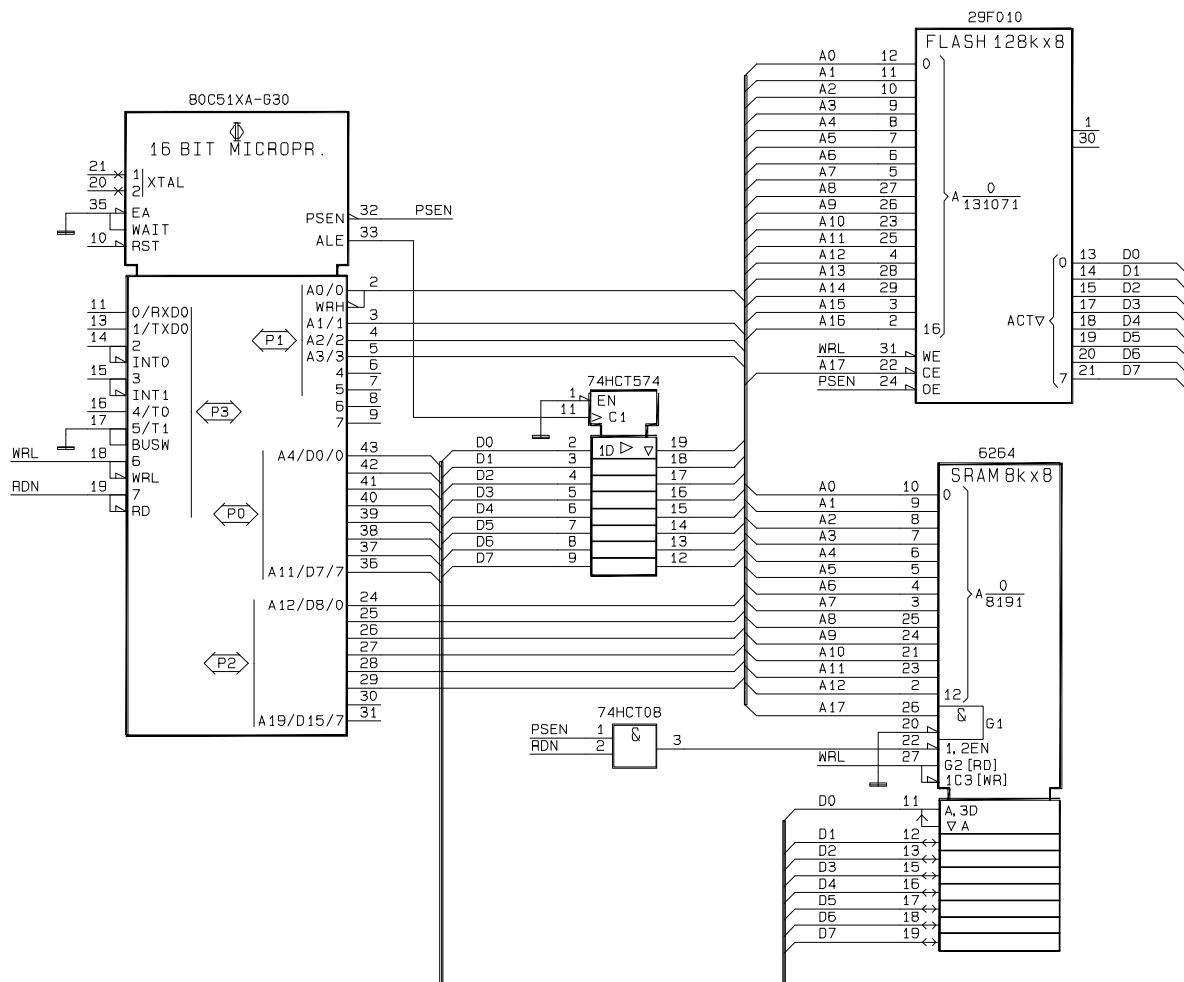 29F010
FLASH 128k x 8
A0 12 0
A1 11
A2 10
A3 9
A4 8
A5 7
A6 6
A7 5
A8 27
A9 26
A10 23
A11 25
A12 4
A13 28
A14 29
A15 3
A16 2 16
A 0
131071
1
30
WRL 31 WE
A17 22 CE
PSEN 24 OE
ACT
0 13 D0
14 D1
15 D2
17 D3
18 D4
19 D5
20 D6
7 21 D7
80C51XA-G30
Φ
16 BIT MICROPR.
21 1
20 2
XTAL
35 EA
WAIT
10 RST
PSEN 32 PSEN
ALE 33
A0/0 2
WRH
A1/1 3
A2/2 4
A3/3 5
4 6
5 7
6 8
7 9
P1
11 0/RXD0
13 1/TXD0
14 2
INT0
15 3
INT1
16 4/T0
17 5/T1
BUSW
WRL 18 6
WRL
RDN 19 7
RD
P3
A4/D0/0 43
42
41
40
39
38
37
A11/D7/7 36
P0
A12/D8/0 24
25
26
27
28
29
30
A19/D15/7 31
P2
74HCT574
1 EN
11 C1
D0 2 1D 19
D1 3 18
D2 4 17
D3 5 16
D4 6 15
D5 7 14
D6 8 13
D7 9 12
74HCT08
PSEN 1 &
RDN 2
3
6264
SRAM 8k x 8
A0 10 0
A1 9
A2 8
A3 7
A4 6
A5 5
A6 4
A7 3
A8 25
A9 24
A10 21
A11 23
A12 2 12
A 0
8191
A17 26 &
20 G1
22 1,2EN
WRL 27 G2 [RD]
1C3 [WR]
D0 11 A,3D
▽ A
D1 12
D2 13
D3 15
D4 16
D5 17
D6 18
D7 19